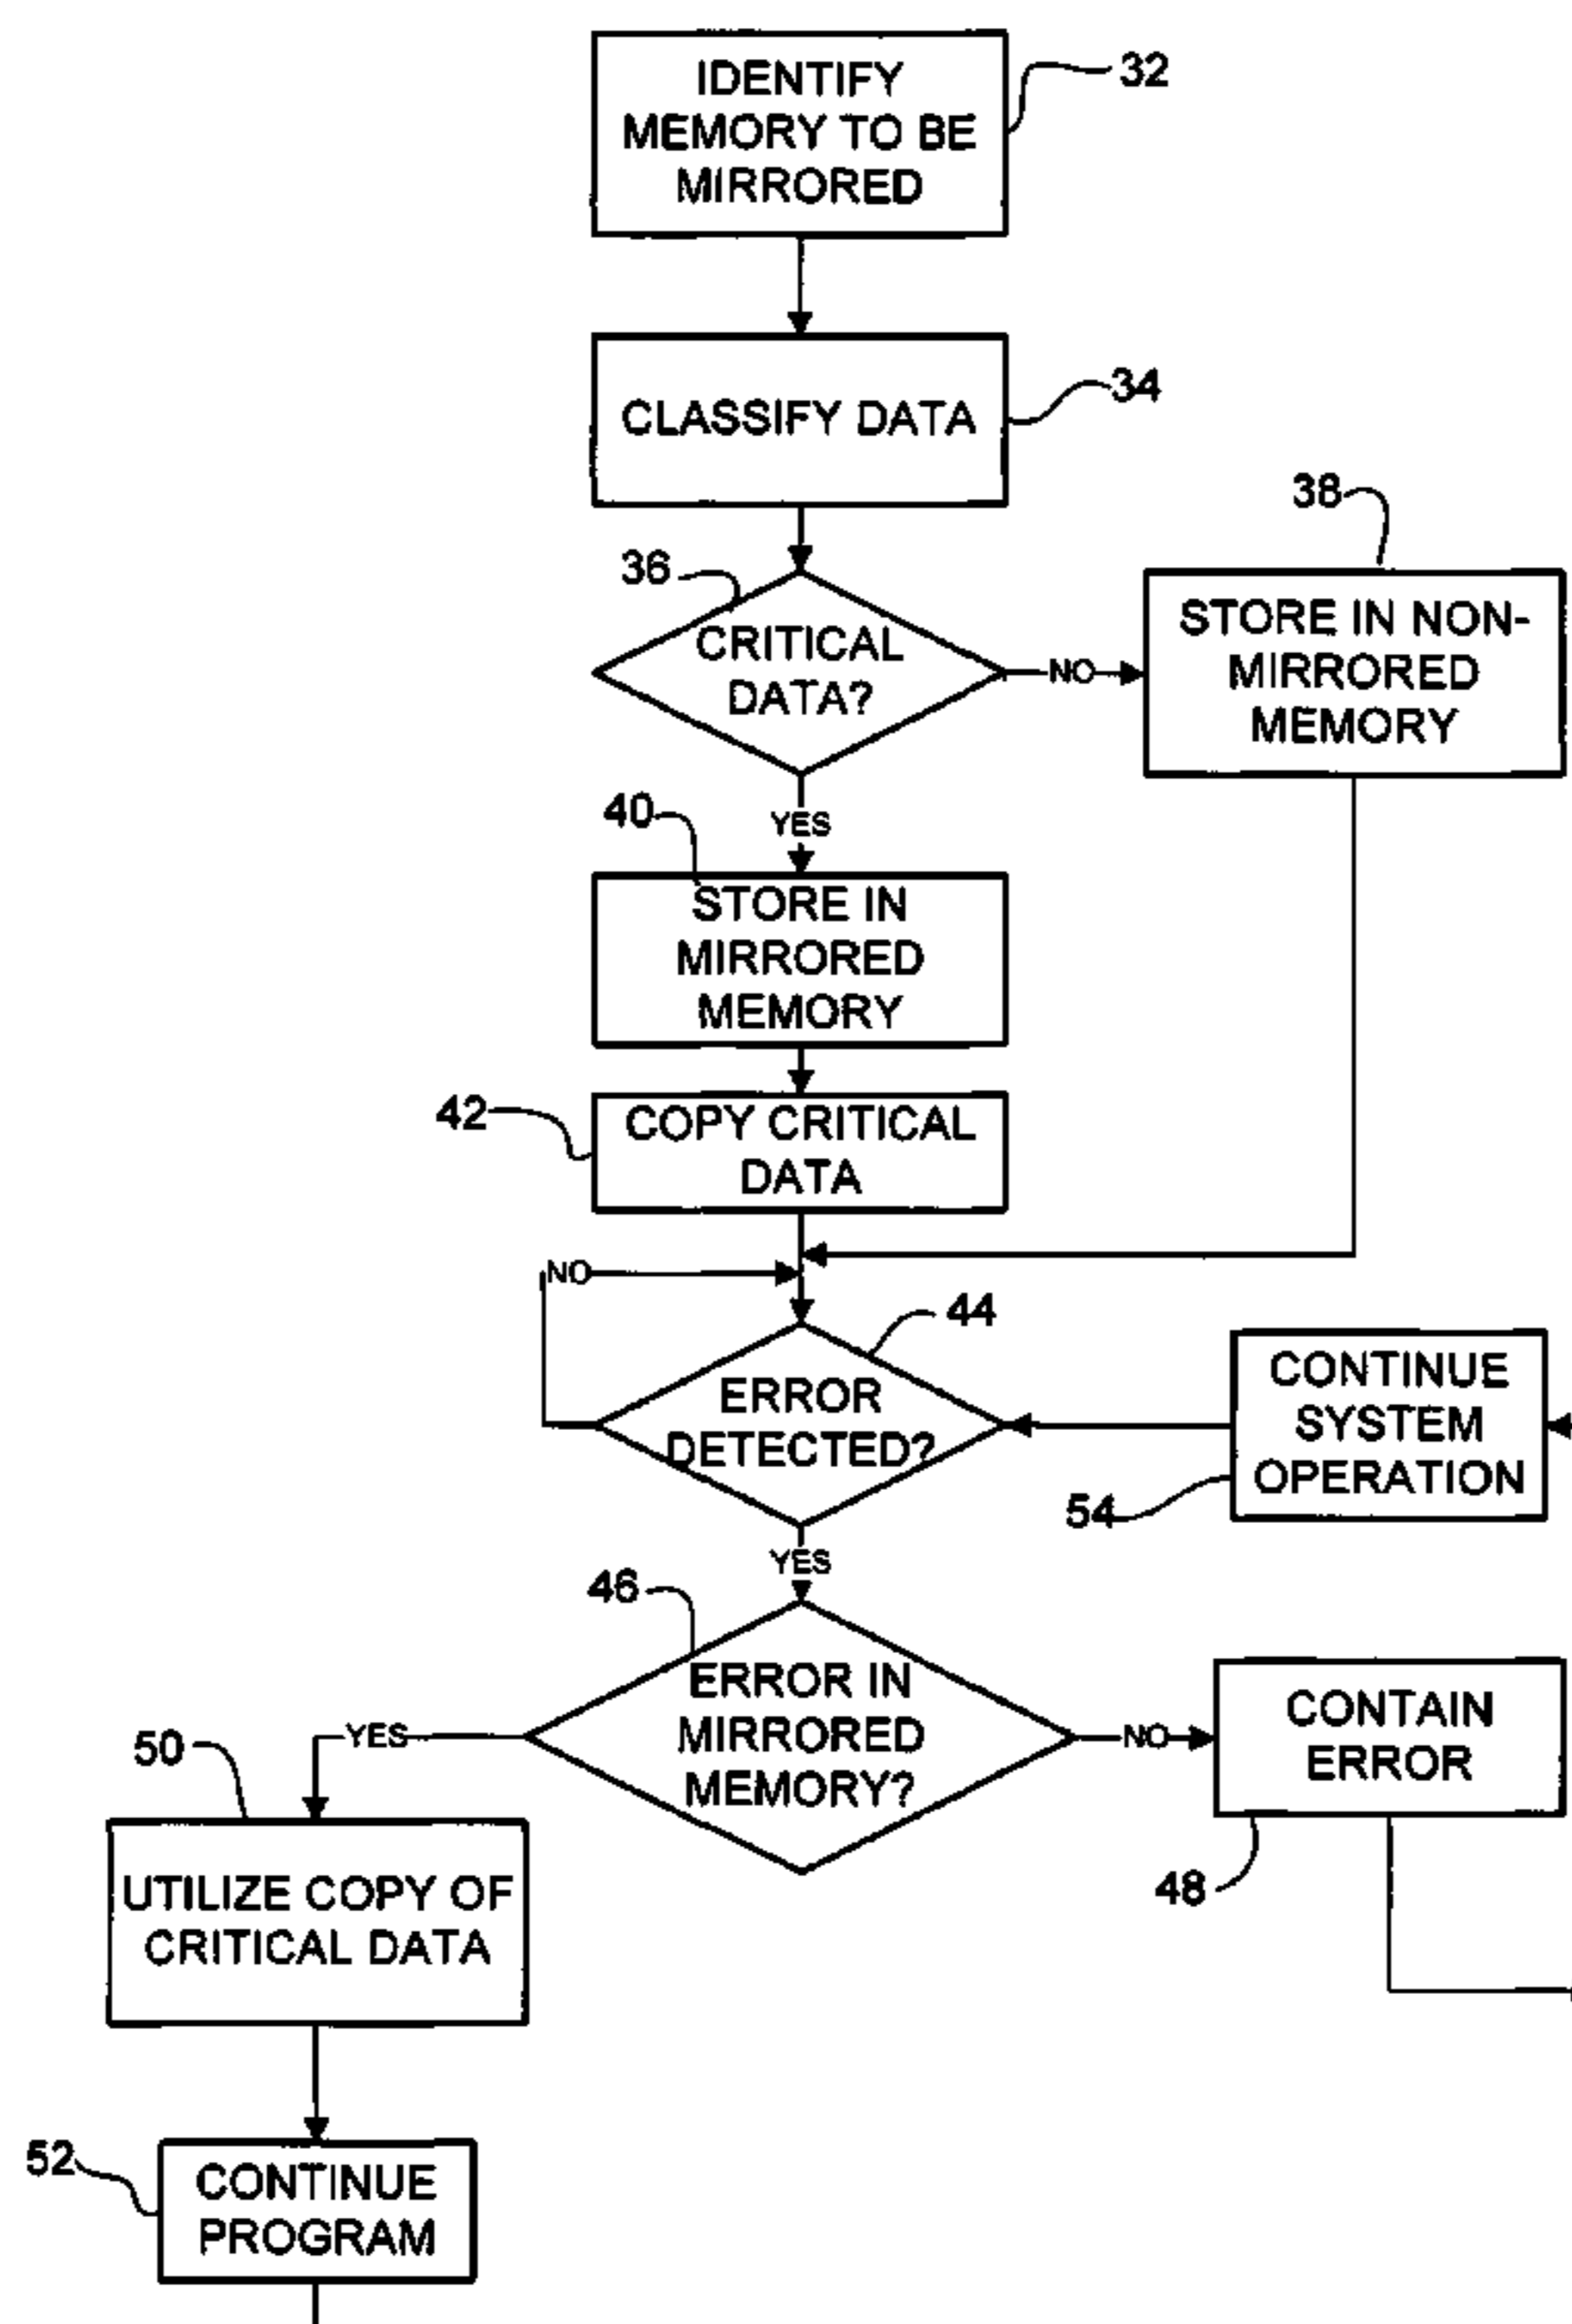 IDENTIFY
MEMORY TO BE
MIRRORED
32
CLASSIFY DATA
34
36
CRITICAL
DATA?
NO
38
STORE IN NON-
MIRRORED
MEMORY
YES
40
STORE IN
MIRRORED
MEMORY
42
COPY CRITICAL
DATA
NO
44
ERROR
DETECTED?
CONTINUE
SYSTEM
OPERATION
54
YES
46
ERROR IN
MIRRORED
MEMORY?
NO
CONTAIN
ERROR
48
YES
50
UTILIZE COPY OF
CRITICAL DATA
52
CONTINUE
PROGRAM